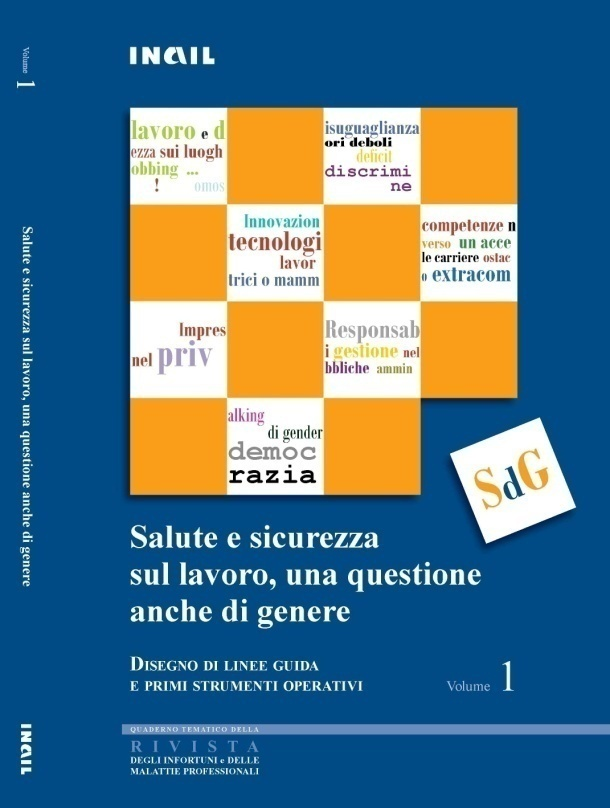 Volume 1
Salute e sicurezza sul lavoro, una questione anche di genere
INAIL
INAIL
lavoro e d
ezza sui luogh
obbing ...
! omos
isuguaglianza
ori deboli
deficit
discrimi
ne
Innovazion
tecnologi
lavor
trici o mamm
competenze n
verso un acce
le carriere ostac
o extracom
Impres
nel priv
Responsab
i gestione nel
bbliche ammin
alking
di gender
democ
razia
SdG
Salute e sicurezza
sul lavoro, una questione
anche di genere
DISEGNO DI LINEE GUIDA
E PRIMI STRUMENTI OPERATIVI
Volume 1
QUADERNO TEMATICO DELLA
RIVISTA
DEGLI INFORTUNI e DELLE
MALATTIE PROFESSIONALI